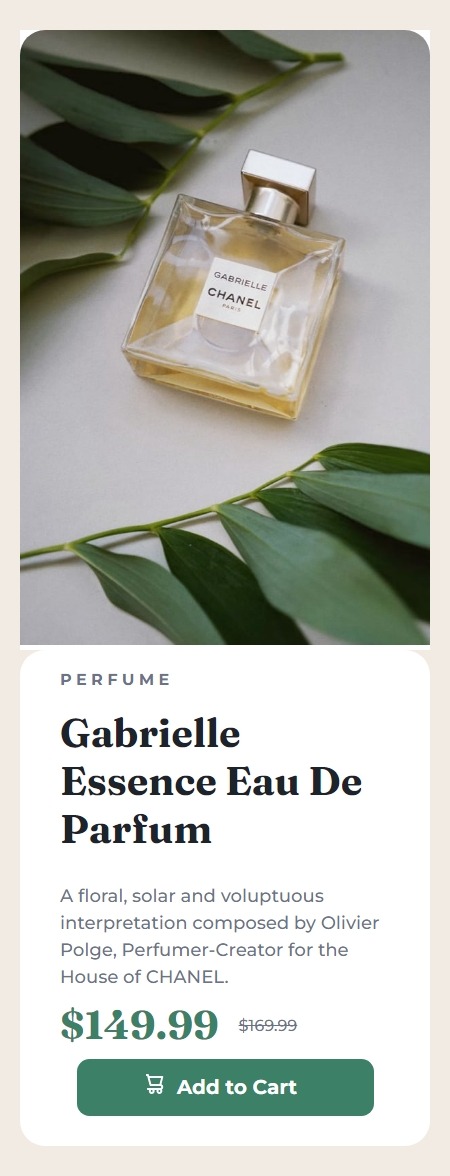 GABRIELLE
CHANEL
PARIS
PERFUME
Gabrielle
Essence Eau De
Parfum
A floral, solar and voluptuous
interpretation composed by Olivier
Polge, Perfumer-Creator for the
House of CHANEL.
$149.99 $169.99
Add to Cart